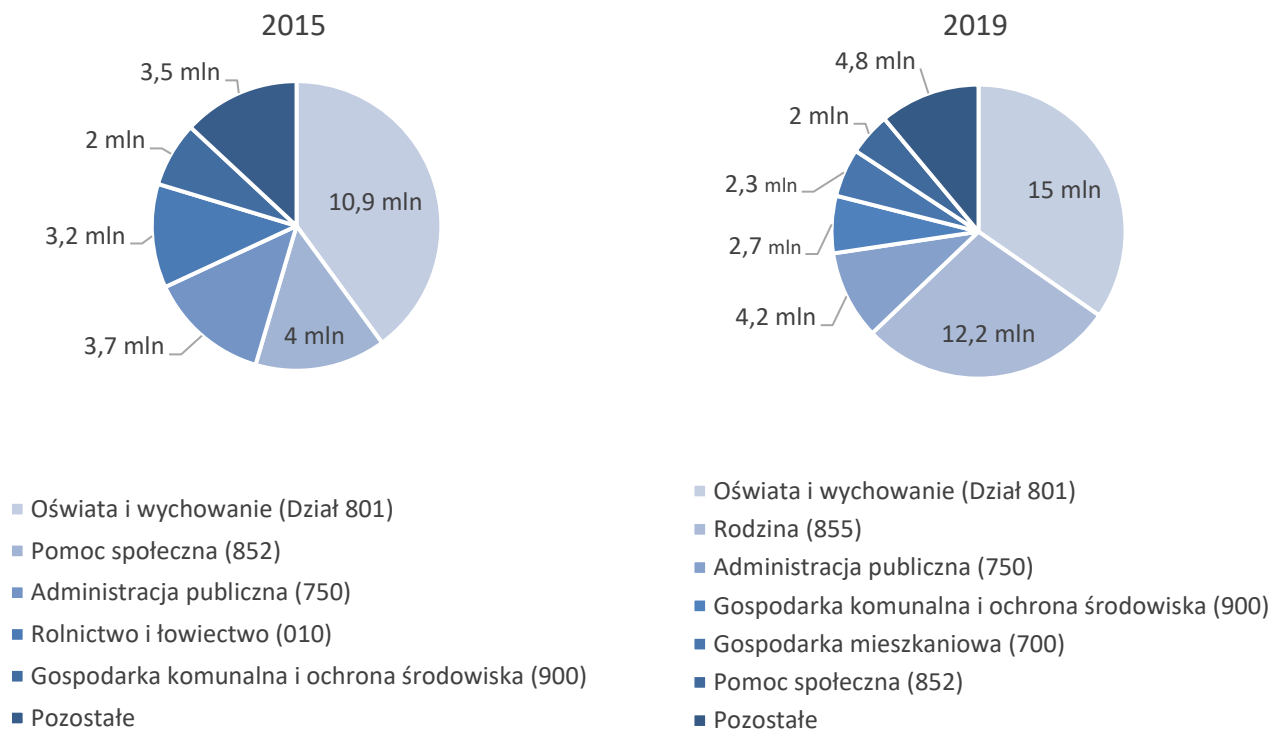 2015
3,5 mln
2 mln
3,2 mln
3,7 mln
4 mln
10,9 mln
Oświata i wychowanie (Dział 801)
Pomoc społeczna (852)
Administracja publiczna (750)
Rolnictwo i łowiectwo (010)
Gospodarka komunalna i ochrona środowiska (900)
Pozostałe
2019
4,8 mln
2 mln
2,3 mln
2,7 mln
4,2 mln
12,2 mln
15 mln
Oświata i wychowanie (Dział 801)
Rodzina (855)
Administracja publiczna (750)
Gospodarka komunalna i ochrona środowiska (900)
Gospodarka mieszkaniowa (700)
Pomoc społeczna (852)
Pozostałe